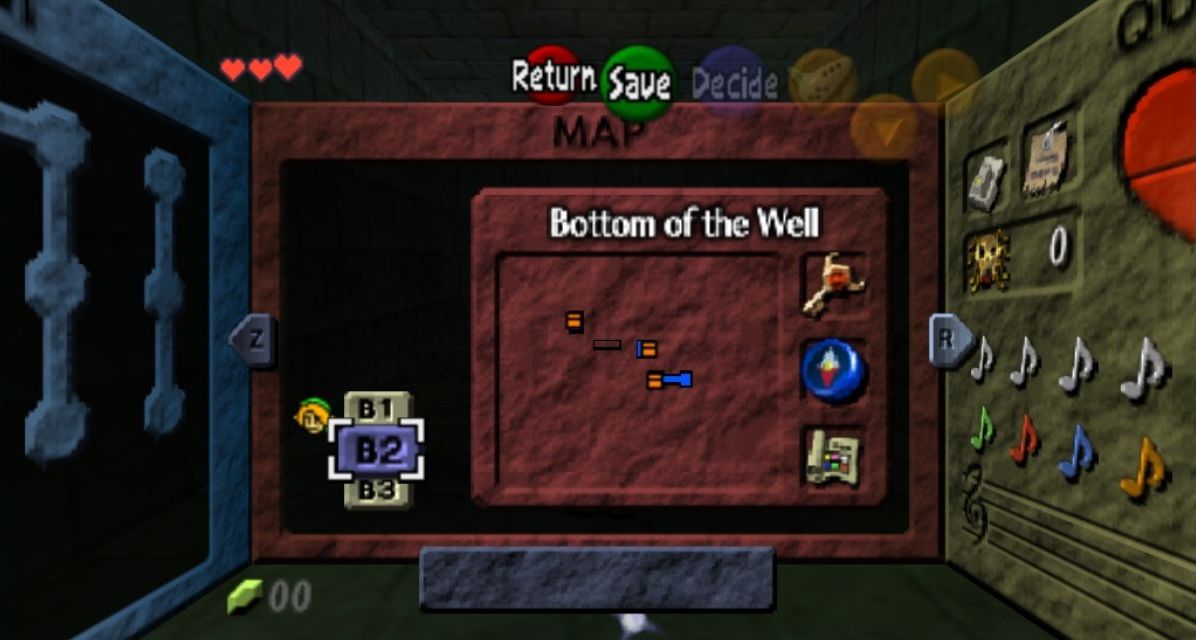 Return Save Decide
MAP
Bottom of the Well
0
Z
R
B1
B2
B3
00